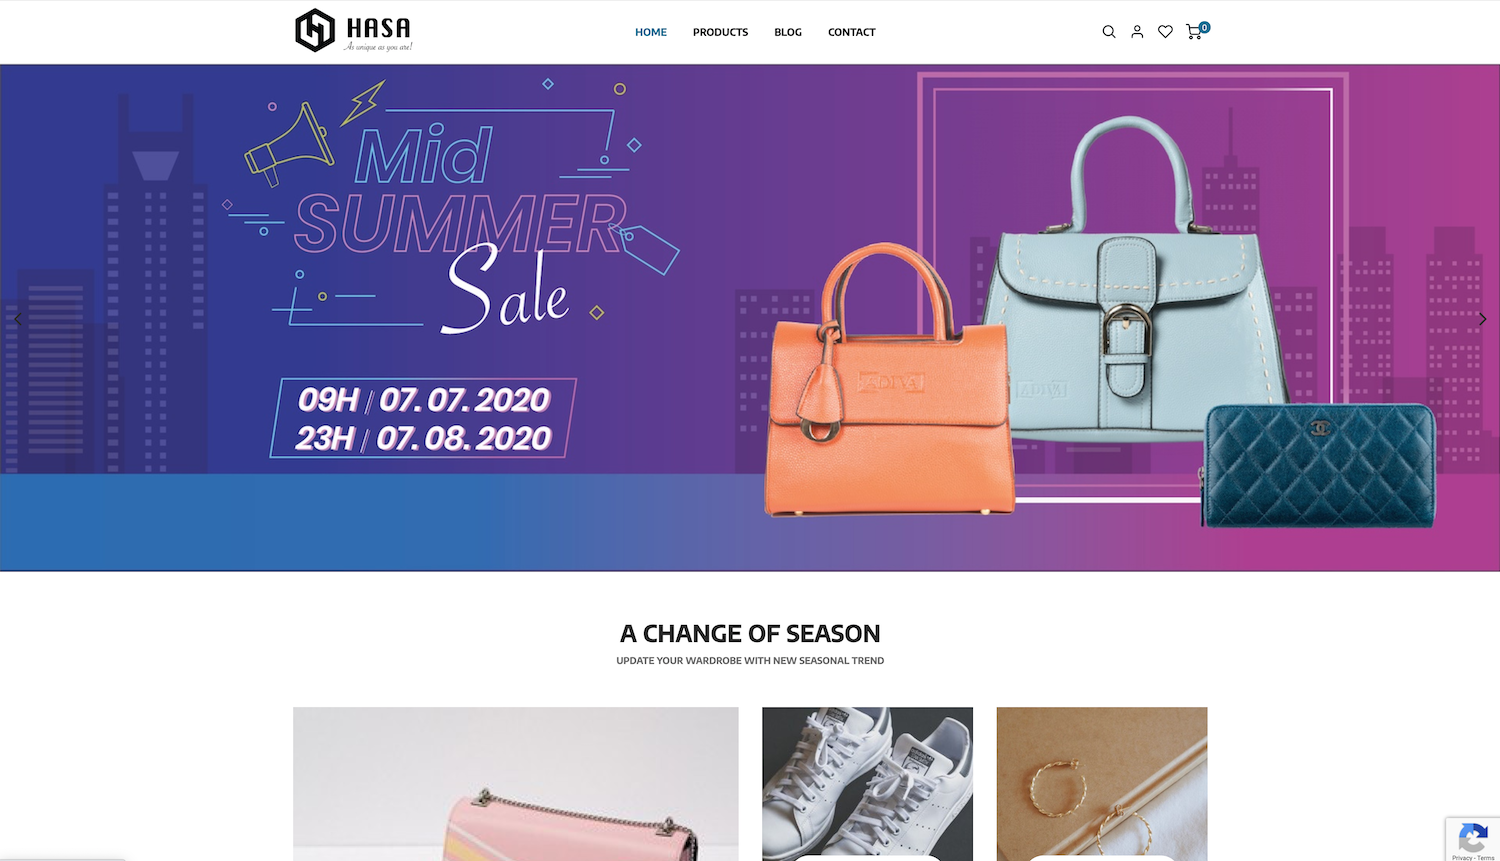 HASA
As unique as you are!
HOME
PRODUCTS
BLOG
CONTACT
0
Mid
SUMMER
Sale
09H / 07. 07. 2020
23H / 07. 08. 2020
ADIVA
ADIVA
A CHANGE OF SEASON
UPDATE YOUR WARDROBE WITH NEW SEASONAL TREND
Privacy - Terms